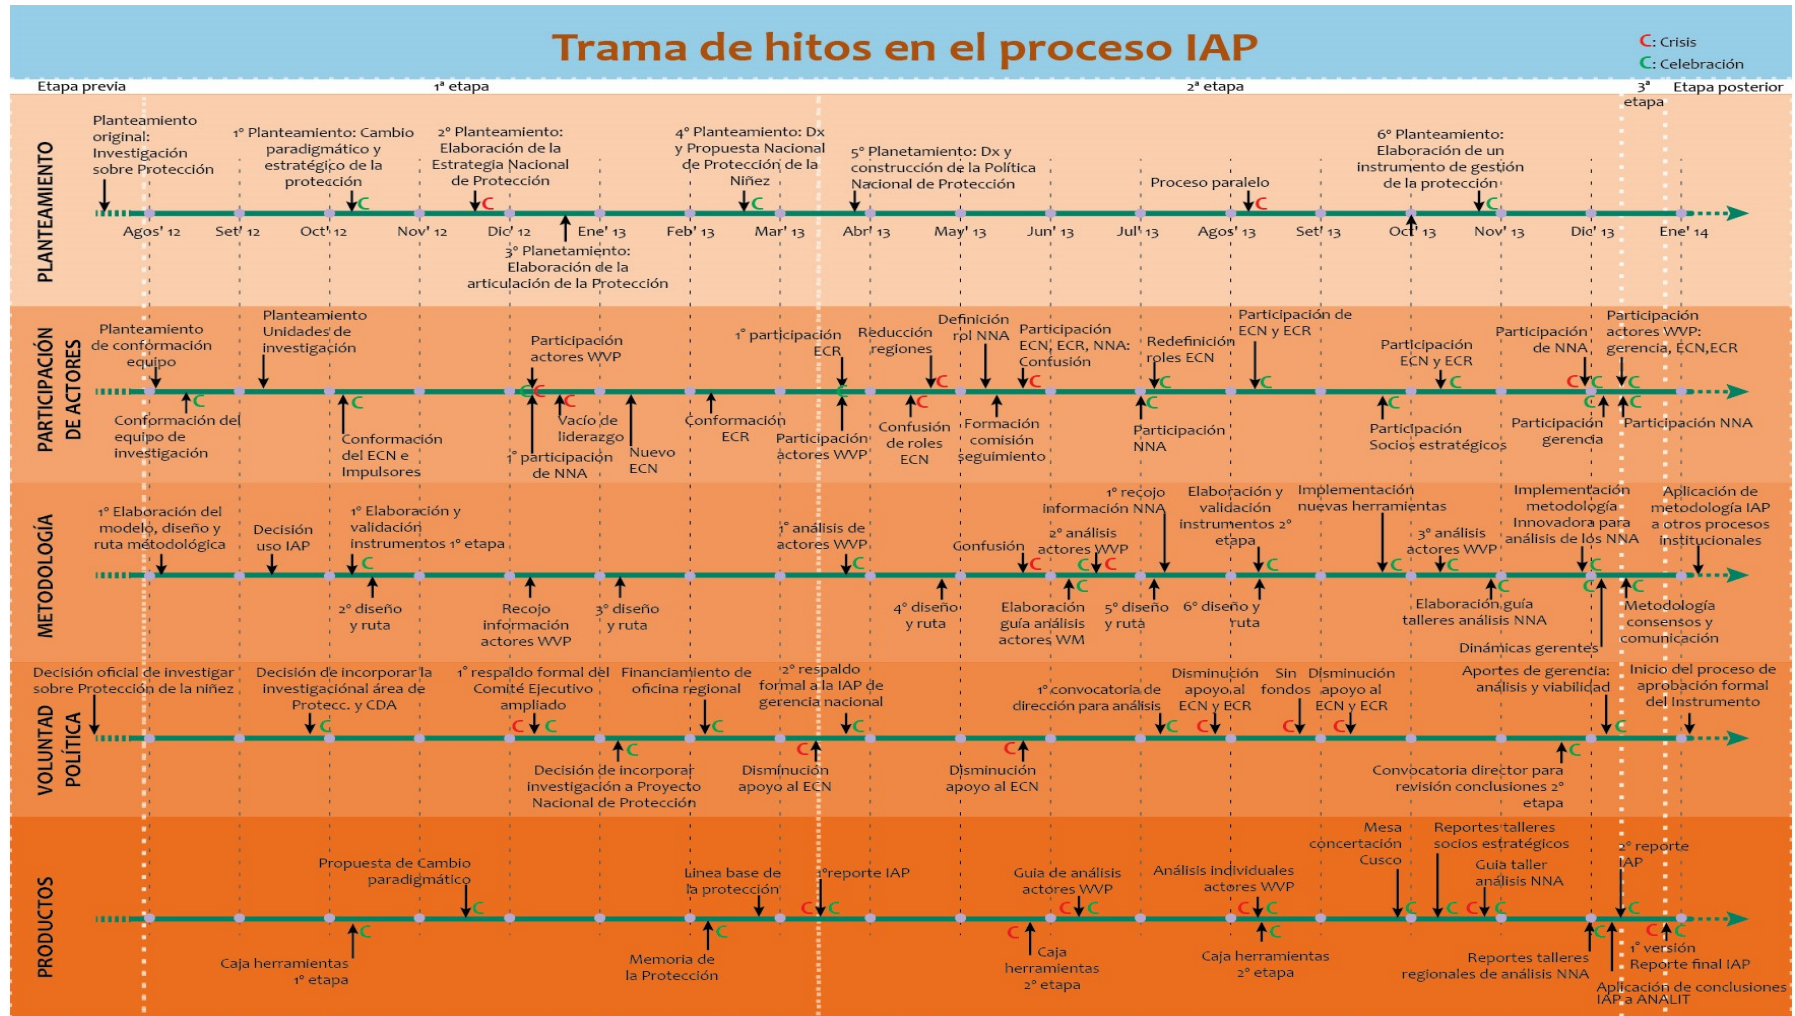 Trama de hitos en el proceso IAP
C: Crisis
C: Celebración
Etapa previa
1ª etapa
2ª etapa
3ª
etapa
Etapa posterior
PLANTEAMIENTO
Planteamiento
original:
Investigación
sobre Protección
1° Planteamiento: Cambio
paradigmático y
estratégico de la
protección
C
2° Planteamiento:
Elaboración de la
Estrategia Nacional
de Protección
C
4° Planteamiento: Dx
y Propuesta Nacional
de Protección de la
Niñez
C
5° Planetamiento: Dx y
construcción de la Política
Nacional de Protección
Proceso paralelo
C
6° Planteamiento:
Elaboración de un
instrumento de gestión
de la protección
C
Agos' 12
Set' 12
Oct' 12
Nov' 12
Dic' 12
Ene' 13
Feb' 13
Mar' 13
Abr' 13
May' 13
Jun' 13
Jul' 13
Agos' 13
Set' 13
Oct' 13
Nov' 13
Dic' 13
Ene' 14
3° Planetamiento:
Elaboración de la
articulación de la Protección
PARTICIPACIÓN
DE ACTORES
Planteamiento
de conformación
equipo
Planteamiento
Unidades de
investigación
Participación
actores WVP
C C
1° participación
ECR
C
Reducción
regiones
C
Definición
rol NNA
Participación
ECN, ECR, NNA:
Confusión
C
Redefinición
roles ECN
C
Participación de
ECN y ECR
C
Participación
ECN y ECR
C
Participación
de NNA
C C
Participación
actores WVP:
gerencia, ECN,ECR
C
C
Conformación del
equipo de
investigación
C
Conformación
del ECN e
Impulsores
1° participación
de NNA
C
Vacío de
liderazgo
Nuevo
ECN
Conformación
ECR
Participación
actores WVP
C
Confusión
de roles
ECN
Formación
comisión
seguimiento
C
Participación
NNA
C
Participación
Socios estratégicos
C
Participación
gerencia
C
Participación NNA
METODOLOGÍA
1° Elaboración del
modelo, diseño y
ruta metodológica
Decisión
uso IAP
1° Elaboración y
validación
instrumentos 1° etapa
C
1° análisis de
actores WVP
C
Confusión
C
2° análisis
actores WVP
C C
1° recojo
información NNA
Elaboración y
validación
instrumentos 2°
etapa
C
Implementación
nuevas herramientas
C
3° análisis
actores WVP
C
Implementación
metodología
Innovadora para
análisis de los NNA
C
Aplicación de
metodología IAP
a otros procesos
institucionales
2° diseño
y ruta
Recojo
información
actores WVP
3° diseño
y ruta
4° diseño
y ruta
C
Elaboración
guía análisis
actores WM
5° diseño
y ruta
6° diseño y
ruta
C
Elaboración guía
talleres análisis NNA
C
Dinámicas gerentes
C
Metodología
consensos y
comunicación
VOLUNTAD
POLÍTICA
Decisión oficial de investigar
sobre Protección de la niñez
Decisión de incorporar la
investigaciónal área de
Protecc. y CDA
C
1° respaldo formal del
Comité Ejecutivo
ampliado
C C
Financiamiento de
oficina regional
C
2° respaldo
formal a la IAP de
gerencia nacional
C
1° convocatoria de
dirección para análisis
C
Disminución
apoyo al
ECN y ECR
C
Sin
fondos
C
Disminución
apoyo al
ECN y ECR
C
Aportes de gerencia:
análisis y viabilidad
C
Inicio del proceso de
aprobación formal
del Instrumento
C
Decisión de incorporar
investigación a Proyecto
Nacional de Protección
C
Disminución
apoyo al ECN
C
Disminución
apoyo al ECN
C
Convocatoria director para
revisión conclusiones 2°
etapa
PRODUCTOS
Propuesta de Cambio
paradigmático
C
Linea base de
la protección
1°reporte IAP
C C
Guia de análisis
actores WVP
C C
Análisis individuales
actores WVP
C C
Mesa
concertación
Cusco
C
Reportes talleres
socios estratégicos
C
Guia taller
análisis NNA
C C
2° reporte
IAP
C
C
Caja herramientas
1° etapa
C
Memoria de
la Protección
C
Caja
herramientas
2° etapa
C
Caja herramientas
2° etapa
C
Reportes talleres
regionales de análisis NNA
C C
1° versión
Reporte final IAP
Aplicación de conclusiones
IAP a ANALIT